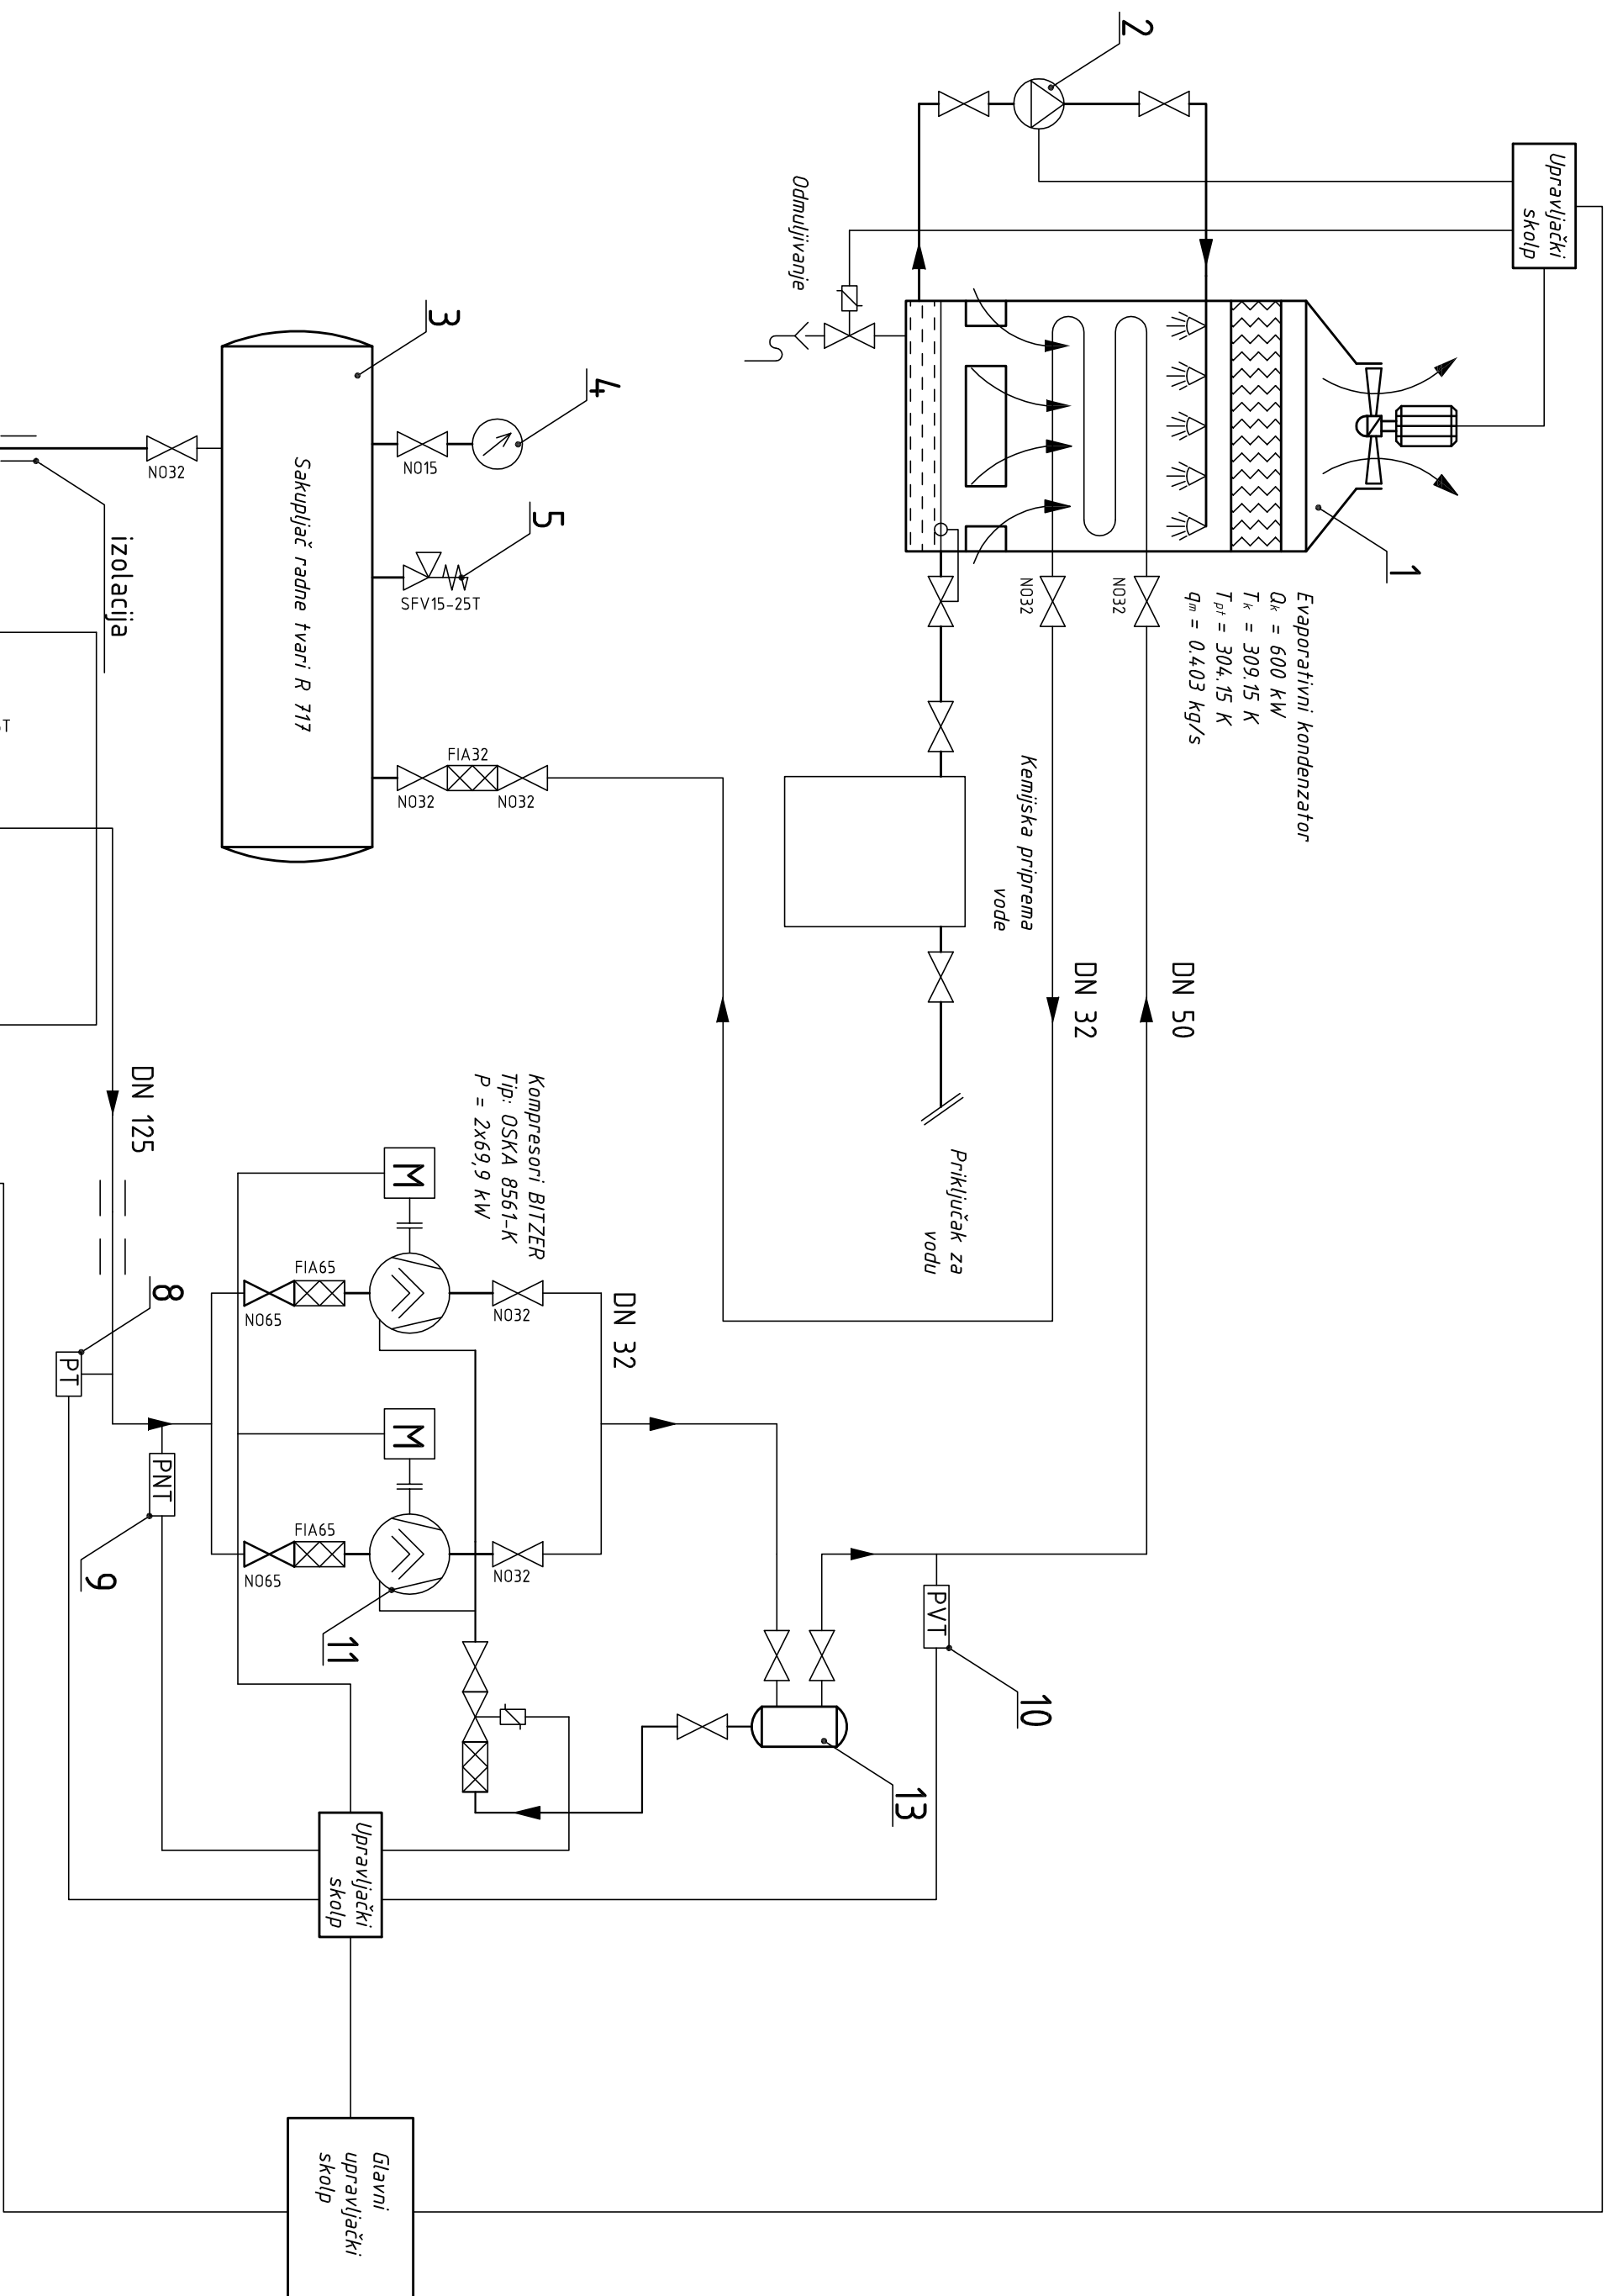 Upravljački
skolp
2
Odmuljivanje
1
Evaporativni kondenzator
Qk = 600 kW
Tk = 309.15 K
Tpt = 304.15 K
qm = 0.403 kg/s
NO32
NO32
DN 50
DN 32
Kemijska priprema
vode
Priključak za
vodu
3
4
NO15
5
SFV15-25T
Sakupljač radne tvari R 717
NO32
izolacija
FIA32
NO32
NO32
DN 125
Kompresori BITZER
Tip: OSKA 8561-K
P = 2x69,9 kW
DN 32
M
FIA65
NO65
NO32
M
FIA65
NO65
NO32
8
PT
PNT
9
11
PVT
10
13
Upravljački
skolp
Glavni
upravljački
skolp